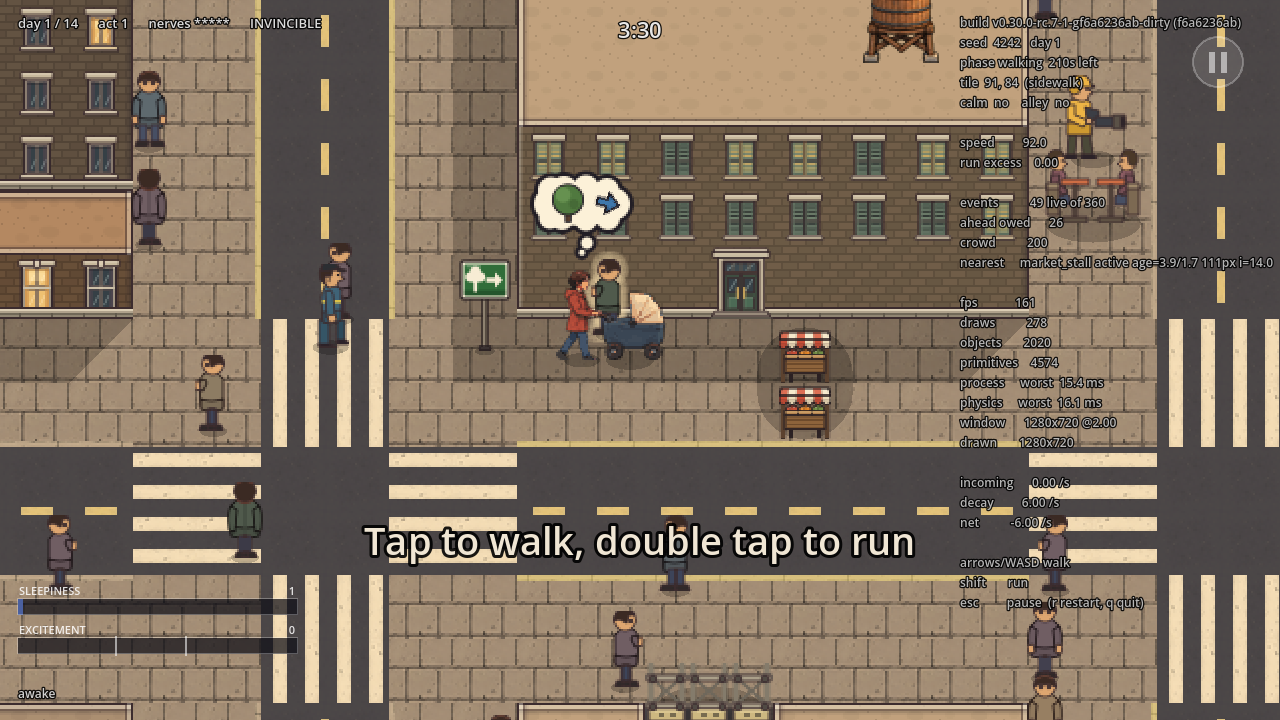 day 1 / 14 act 1 nerves ***** INVINCIBLE
3:30
build v0.30.0-rc.7-1-gf6a6236ab-dirty (f6a6236ab)
seed 4242 day 1
phase walking 210s left
tile 91, 84 (sidewalk)
calm no alley no
speed 92.0
run excess 0.00
events 49 live of 360
ahead owed 26
crowd 200
nearest market_stall active age=3.9/1.7 111px i=14.0
fps 161
draws 278
objects 2020
primitives 4574
process worst 15.4 ms
physics worst 16.1 ms
window 1280x720 @2.00
drawn 1280x720
incoming 0.00 /s
decay 6.00 /s
net -6.00 /s
arrows/WASD walk
shift run
esc pause (r restart, q quit)
Tap to walk, double tap to run
SLEEPINESS 1
EXCITEMENT 0
awake